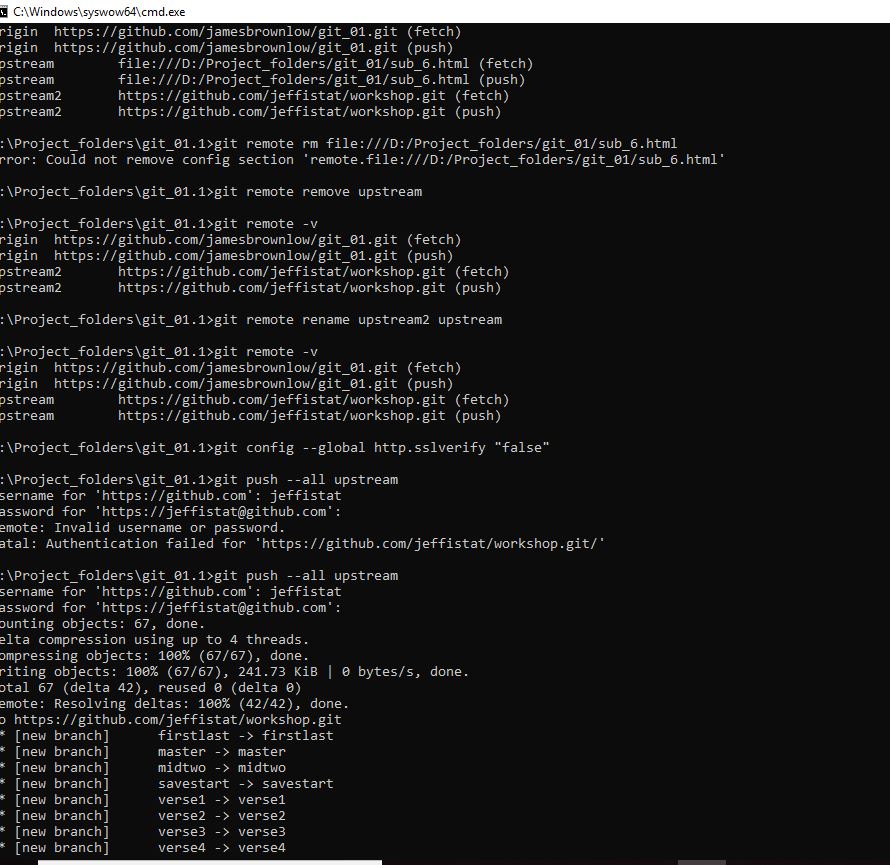 C:\Windows\syswow64\cmd.exe
rigin  https://github.com/jamesbrownlow/git_01.git (fetch)
rigin  https://github.com/jamesbrownlow/git_01.git (push)
pstream        file:///D:/Project_folders/git_01/sub_6.html (fetch)
pstream        file:///D:/Project_folders/git_01/sub_6.html (push)
pstream2       https://github.com/jeffistat/workshop.git (fetch)
pstream2       https://github.com/jeffistat/workshop.git (push)
:\Project_folders\git_01.1>git remote rm file:///D:/Project_folders/git_01/sub_6.html
rror: Could not remove config section 'remote.file:///D:/Project_folders/git_01/sub_6.html'
:\Project_folders\git_01.1>git remote remove upstream
:\Project_folders\git_01.1>git remote -v
rigin  https://github.com/jamesbrownlow/git_01.git (fetch)
rigin  https://github.com/jamesbrownlow/git_01.git (push)
pstream2       https://github.com/jeffistat/workshop.git (fetch)
pstream2       https://github.com/jeffistat/workshop.git (push)
:\Project_folders\git_01.1>git remote rename upstream2 upstream
:\Project_folders\git_01.1>git remote -v
rigin  https://github.com/jamesbrownlow/git_01.git (fetch)
rigin  https://github.com/jamesbrownlow/git_01.git (push)
pstream        https://github.com/jeffistat/workshop.git (fetch)
pstream        https://github.com/jeffistat/workshop.git (push)
:\Project_folders\git_01.1>git config --global http.sslverify "false"
:\Project_folders\git_01.1>git push --all upstream
sername for 'https://github.com': jeffistat
assword for 'https://jeffistat@github.com':
emote: Invalid username or password.
atal: Authentication failed for 'https://github.com/jeffistat/workshop.git/'
:\Project_folders\git_01.1>git push --all upstream
sername for 'https://github.com': jeffistat
assword for 'https://jeffistat@github.com':
ounting objects: 67, done.
elta compression using up to 4 threads.
ompressing objects: 100% (67/67), done.
riting objects: 100% (67/67), 241.73 KiB | 0 bytes/s, done.
otal 67 (delta 42), reused 0 (delta 0)
emote: Resolving deltas: 100% (42/42), done.
o https://github.com/jeffistat/workshop.git
* [new branch]      firstlast -> firstlast
* [new branch]      master -> master
* [new branch]      midtwo -> midtwo
* [new branch]      savestart -> savestart
* [new branch]      verse1 -> verse1
* [new branch]      verse2 -> verse2
* [new branch]      verse3 -> verse3
* [new branch]      verse4 -> verse4